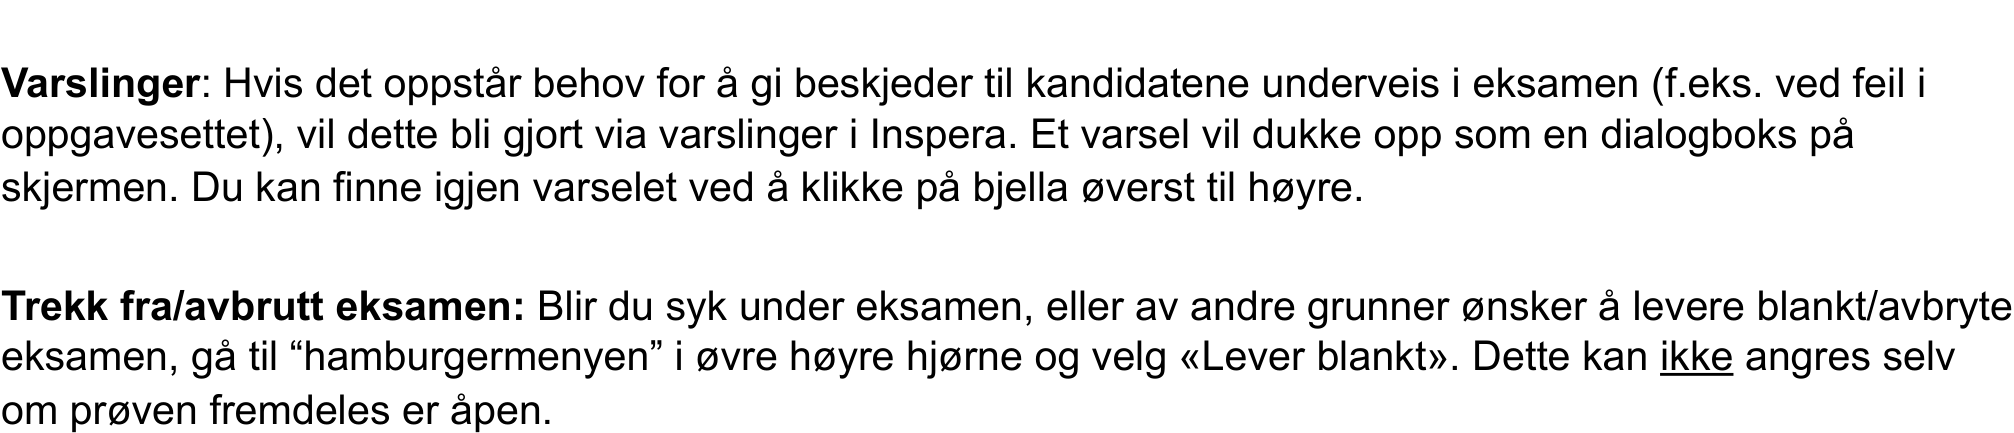 Varslinger: Hvis det oppstår behov for å gi beskjeder til kandidatene underveis i eksamen (f.eks. ved feil i
oppgavesettet), vil dette bli gjort via varslinger i Inspera. Et varsel vil dukke opp som en dialogboks på
skjermen. Du kan finne igjen varselet ved å klikke på bjella øverst til høyre.
Trekk fra/avbrutt eksamen: Blir du syk under eksamen, eller av andre grunner ønsker å levere blankt/avbryte
eksamen, gå til “hamburgermenyen” i øvre høyre hjørne og velg «Lever blankt». Dette kan ikke angres selv
om prøven fremdeles er åpen.